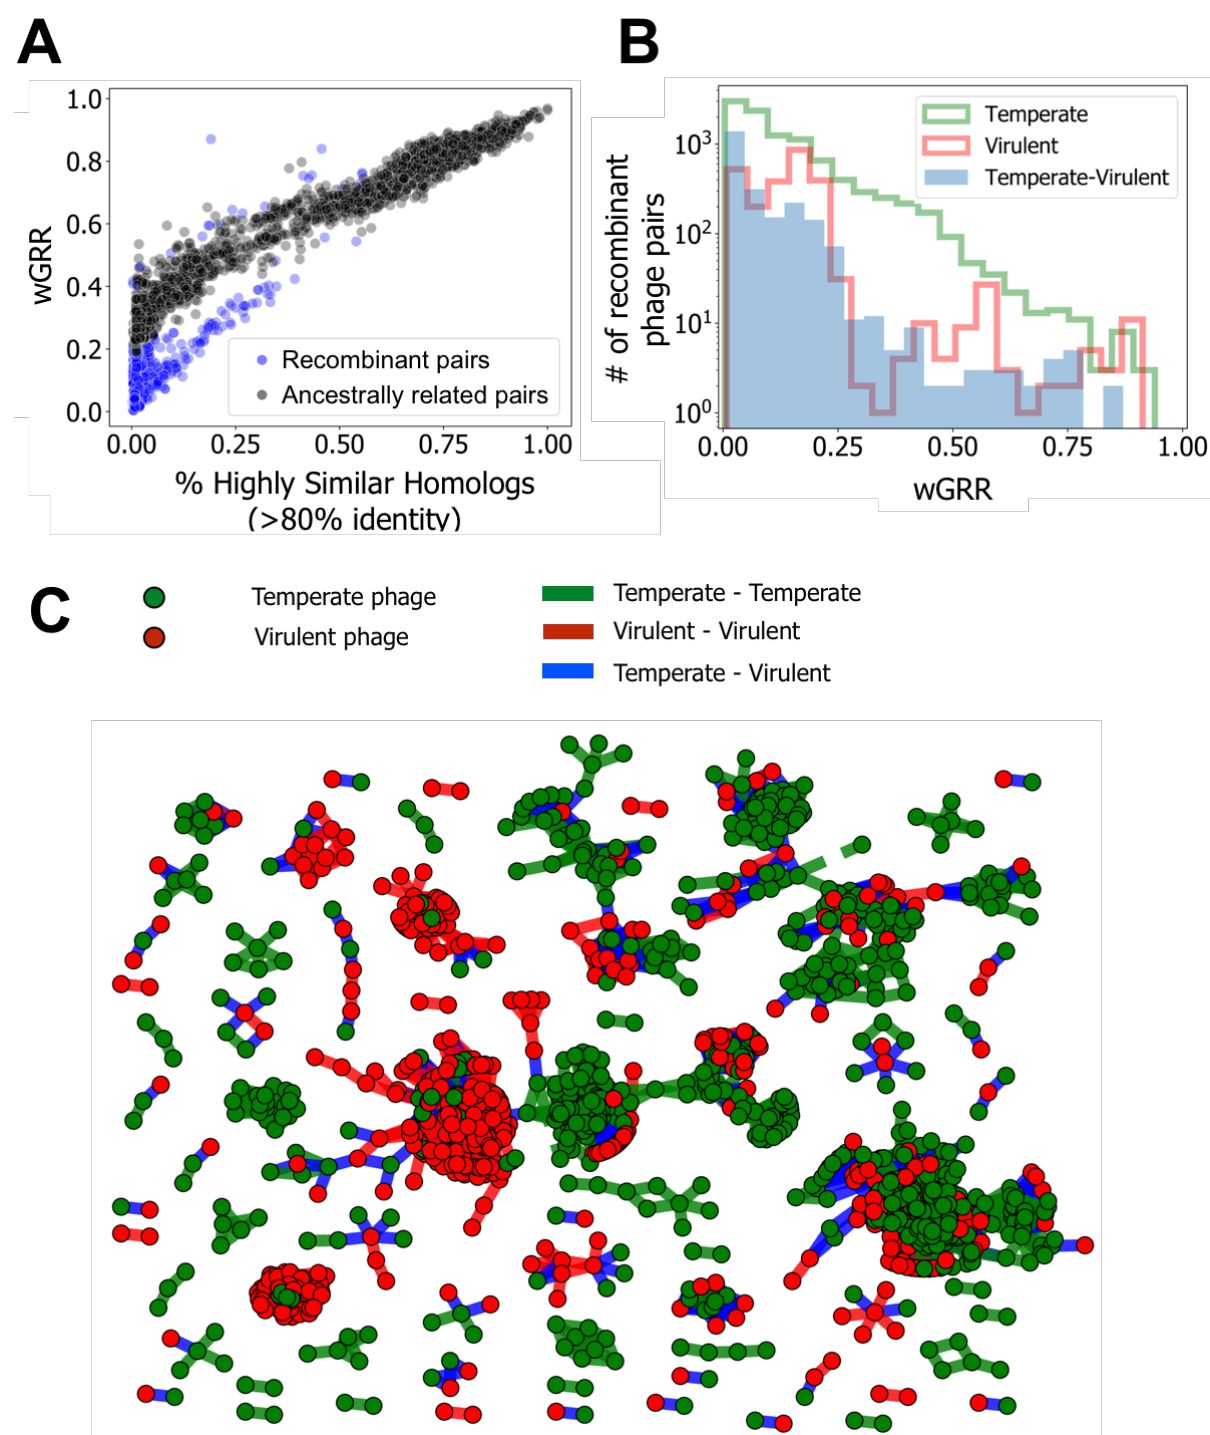 A
1.0
0.8
0.6
0.4
0.2
0.0
wGRR
Recombinant pairs
Ancestrally related pairs
0.00 0.25 0.50 0.75 1.00
% Highly Similar Homologs
(>80% identity)
B
10³
10²
10¹
10⁰
# of recombinant
phage pairs
Temperate
Virulent
Temperate-Virulent
0.00 0.25 0.50 0.75 1.00
wGRR
C
Temperate phage
Virulent phage
Temperate - Temperate
Virulent - Virulent
Temperate - Virulent